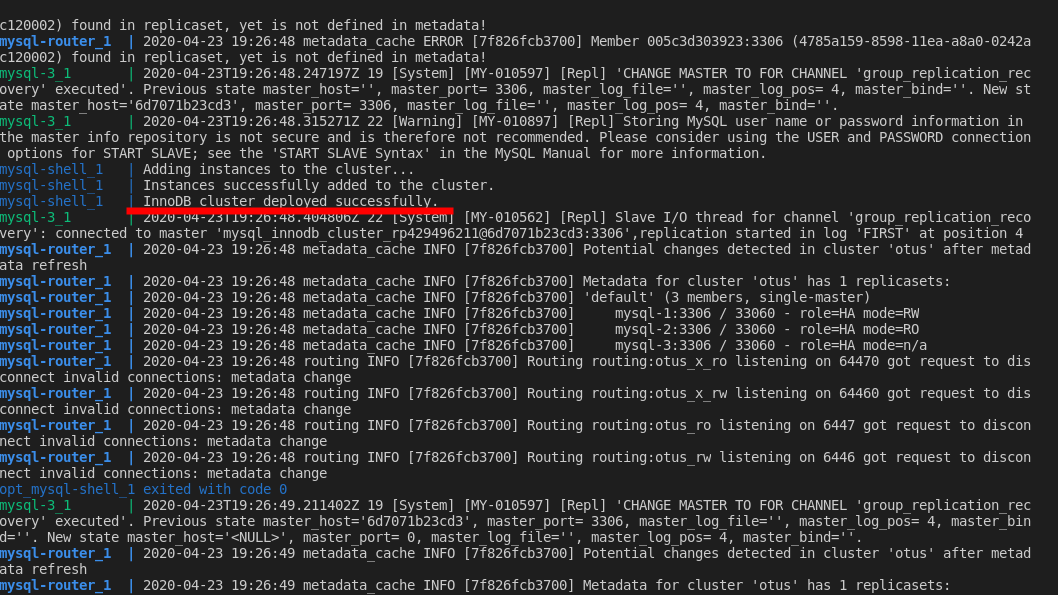 c120002) found in replicaset, yet is not defined in metadata!
mysql-router_1  | 2020-04-23 19:26:48 metadata_cache ERROR [7f826fcb3700] Member 005c3d303923:3306 (4785a159-8598-11ea-a8a0-0242a
c120002) found in replicaset, yet is not defined in metadata!
mysql-3_1       | 2020-04-23T19:26:48.247197Z 19 [System] [MY-010597] [Repl] 'CHANGE MASTER TO FOR CHANNEL 'group_replication_rec
overy' executed'. Previous state master_host='', master_port= 3306, master_log_file='', master_log_pos= 4, master_bind=''. New st
ate master_host='6d7071b23cd3', master_port= 3306, master_log_file='', master_log_pos= 4, master_bind=''.
mysql-3_1       | 2020-04-23T19:26:48.315271Z 22 [Warning] [MY-010897] [Repl] Storing MySQL user name or password information in
the master info repository is not secure and is therefore not recommended. Please consider using the USER and PASSWORD connection
 options for START SLAVE; see the 'START SLAVE Syntax' in the MySQL Manual for more information.
mysql-shell_1   | Adding instances to the cluster...
mysql-shell_1   | Instances successfully added to the cluster.
mysql-shell_1   | InnoDB cluster deployed successfully.
mysql-3_1       | 2020-04-23T19:26:48.404806Z 22 [System] [MY-010562] [Repl] Slave I/O thread for channel 'group_replication_reco
very': connected to master 'mysql_innodb_cluster_rp429496211@6d7071b23cd3:3306',replication started in log 'FIRST' at position 4
mysql-router_1  | 2020-04-23 19:26:48 metadata_cache INFO [7f826fcb3700] Potential changes detected in cluster 'otus' after metad
ata refresh
mysql-router_1  | 2020-04-23 19:26:48 metadata_cache INFO [7f826fcb3700] Metadata for cluster 'otus' has 1 replicasets:
mysql-router_1  | 2020-04-23 19:26:48 metadata_cache INFO [7f826fcb3700] 'default' (3 members, single-master)
mysql-router_1  | 2020-04-23 19:26:48 metadata_cache INFO [7f826fcb3700]     mysql-1:3306 / 33060 - role=HA mode=RW
mysql-router_1  | 2020-04-23 19:26:48 metadata_cache INFO [7f826fcb3700]     mysql-2:3306 / 33060 - role=HA mode=RO
mysql-router_1  | 2020-04-23 19:26:48 metadata_cache INFO [7f826fcb3700]     mysql-3:3306 / 33060 - role=HA mode=n/a
mysql-router_1  | 2020-04-23 19:26:48 routing INFO [7f826fcb3700] Routing routing:otus_x_ro listening on 64470 got request to dis
connect invalid connections: metadata change
mysql-router_1  | 2020-04-23 19:26:48 routing INFO [7f826fcb3700] Routing routing:otus_x_rw listening on 64460 got request to dis
connect invalid connections: metadata change
mysql-router_1  | 2020-04-23 19:26:48 routing INFO [7f826fcb3700] Routing routing:otus_ro listening on 6447 got request to discon
nect invalid connections: metadata change
mysql-router_1  | 2020-04-23 19:26:48 routing INFO [7f826fcb3700] Routing routing:otus_rw listening on 6446 got request to discon
nect invalid connections: metadata change
opt_mysql-shell_1 exited with code 0
mysql-3_1       | 2020-04-23T19:26:49.211402Z 19 [System] [MY-010597] [Repl] 'CHANGE MASTER TO FOR CHANNEL 'group_replication_rec
overy' executed'. Previous state master_host='6d7071b23cd3', master_port= 3306, master_log_file='', master_log_pos= 4, master_bin
d=''. New state master_host='<NULL>', master_port= 0, master_log_file='', master_log_pos= 4, master_bind=''.
mysql-router_1  | 2020-04-23 19:26:49 metadata_cache INFO [7f826fcb3700] Potential changes detected in cluster 'otus' after metad
ata refresh
mysql-router_1  | 2020-04-23 19:26:49 metadata_cache INFO [7f826fcb3700] Metadata for cluster 'otus' has 1 replicasets: